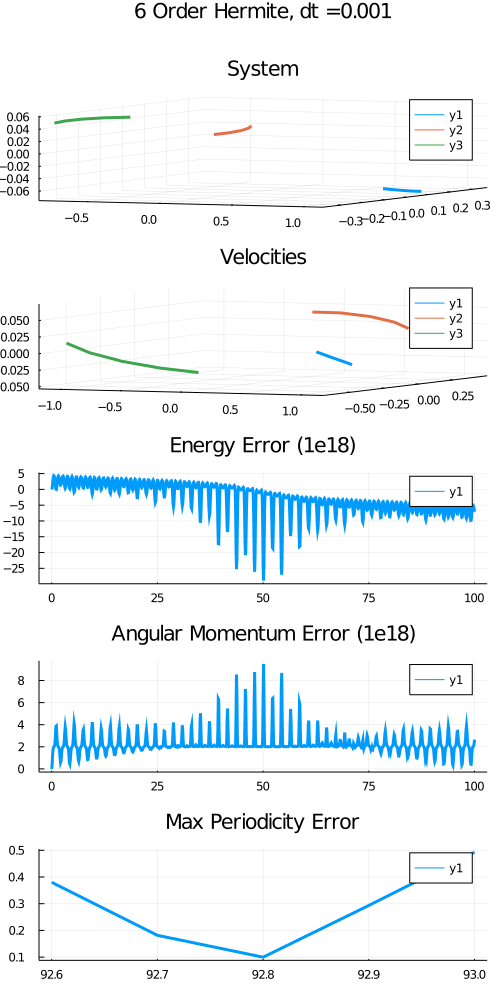 6 Order Hermite, dt =0.001
System
0.06
0.04
0.02
0.00
−0.02
−0.04
−0.06
y1
y2
y3
−0.5 0.0 0.5 1.0 −0.3 −0.2 −0.1 0.0 0.1 0.2 0.3
Velocities
0.050
0.025
0.000
0.025
0.050
y1
y2
y3
−1.0 −0.5 0.0 0.5 1.0 −0.50 −0.25 0.00 0.25
Energy Error (1e18)
5
0
−5
−10
−15
−20
−25
y1
0 25 50 75 100
Angular Momentum Error (1e18)
8
6
4
2
0
y1
0 25 50 75 100
Max Periodicity Error
0.5
0.4
0.3
0.2
0.1
y1
92.6 92.7 92.8 92.9 93.0